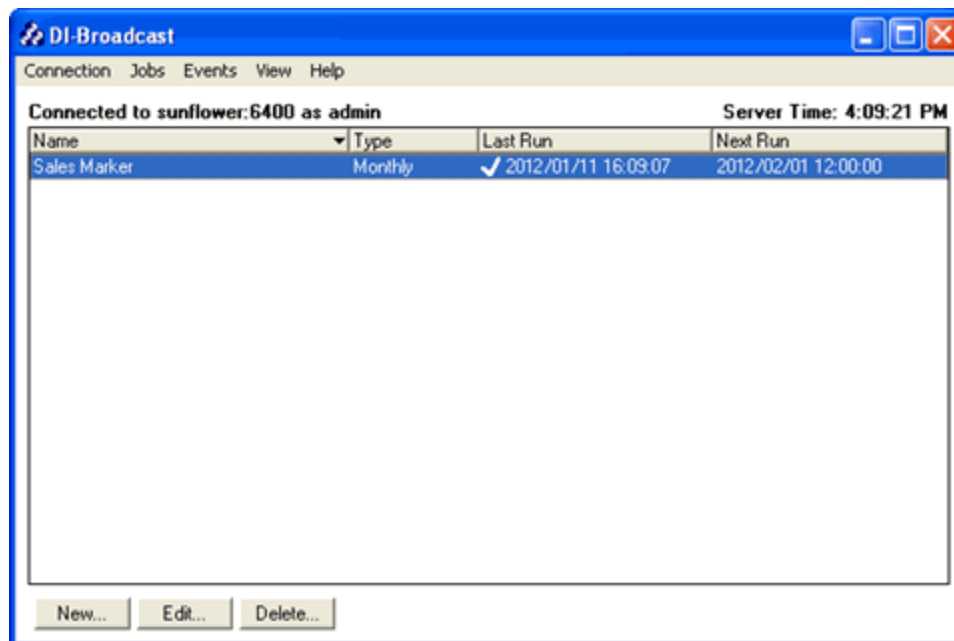 DI-Broadcast
Connection Jobs Events View Help
Connected to sunflower:6400 as admin Server Time: 4:09:21 PM
Name Type Last Run Next Run
Sales Marker Monthly 2012/01/11 16:09:07 2012/02/01 12:00:00
New... Edit... Delete...